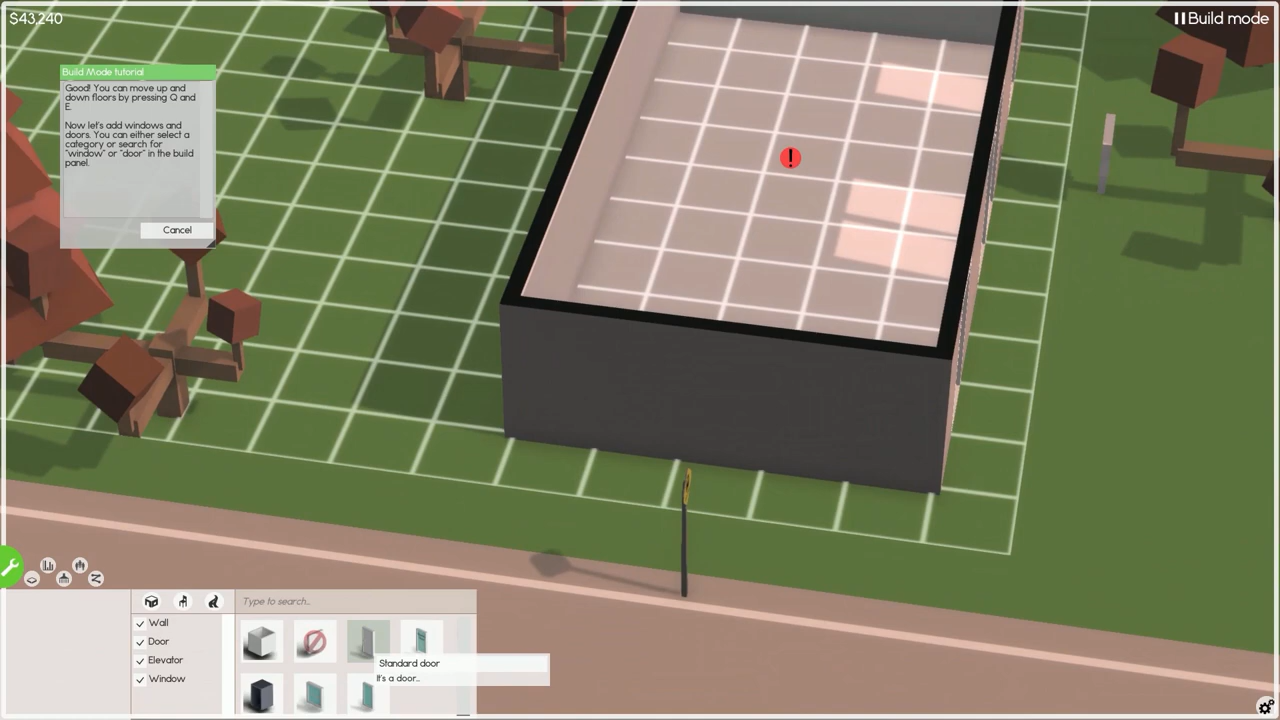 $43,240
Build mode
Build Mode tutorial
Good! You can move up and
down floors by pressing Q and
E.
Now let's add windows and
doors. You can either select a
category or search for
"window" or "door" in the build
panel.
Cancel
Type to search...
Wall
Door
Elevator
Window
Standard door
It's a door...